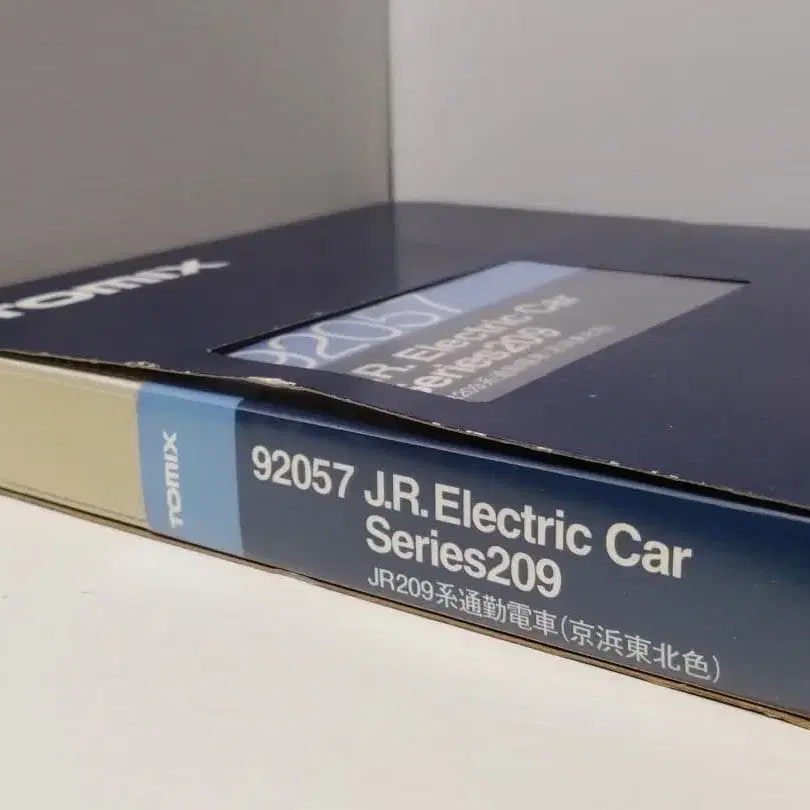 TOMIX
92057
J.R. Electric Car
Series209
TOMIX
92057 J.R. Electric Car
Series209
JR209系通勤電車(京浜東北色)